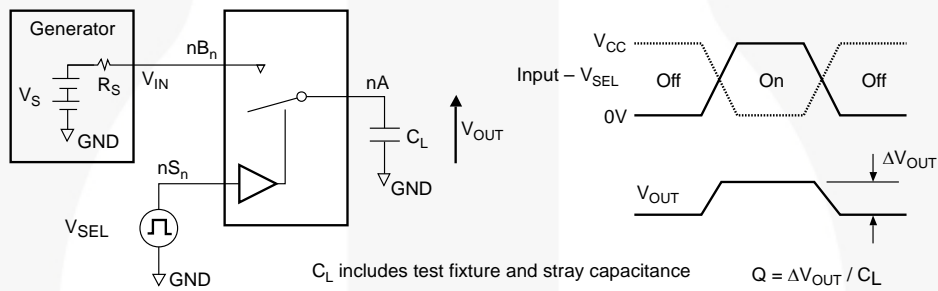 Generator
VS
RS
VIN
GND
nBn
nA
CL
GND
VOUT
nSn
VSEL
GND
CL includes test fixture and stray capacitance
VCC
Input – VSEL
0V
Off
On
Off
VOUT
ΔVOUT
Q = ΔVOUT / CL